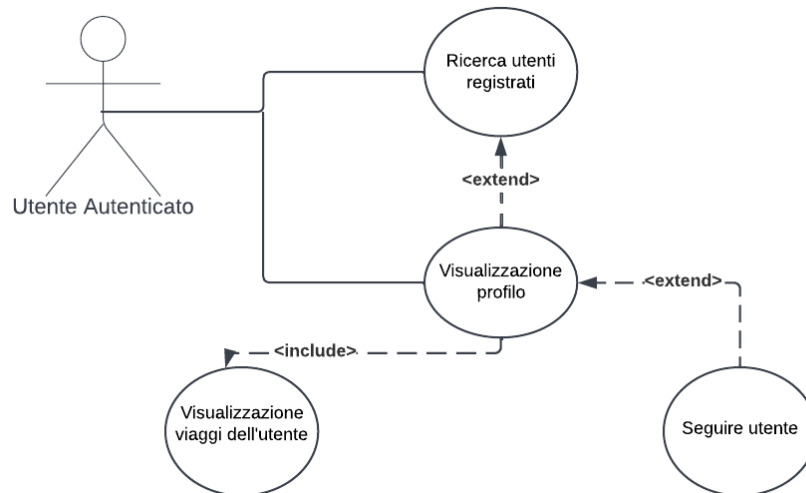 Ricerca utenti
registrati
<extend>
Utente Autenticato
Visualizzazione
profilo
<extend>
<include>
Visualizzazione
viaggi dell'utente
Seguire utente